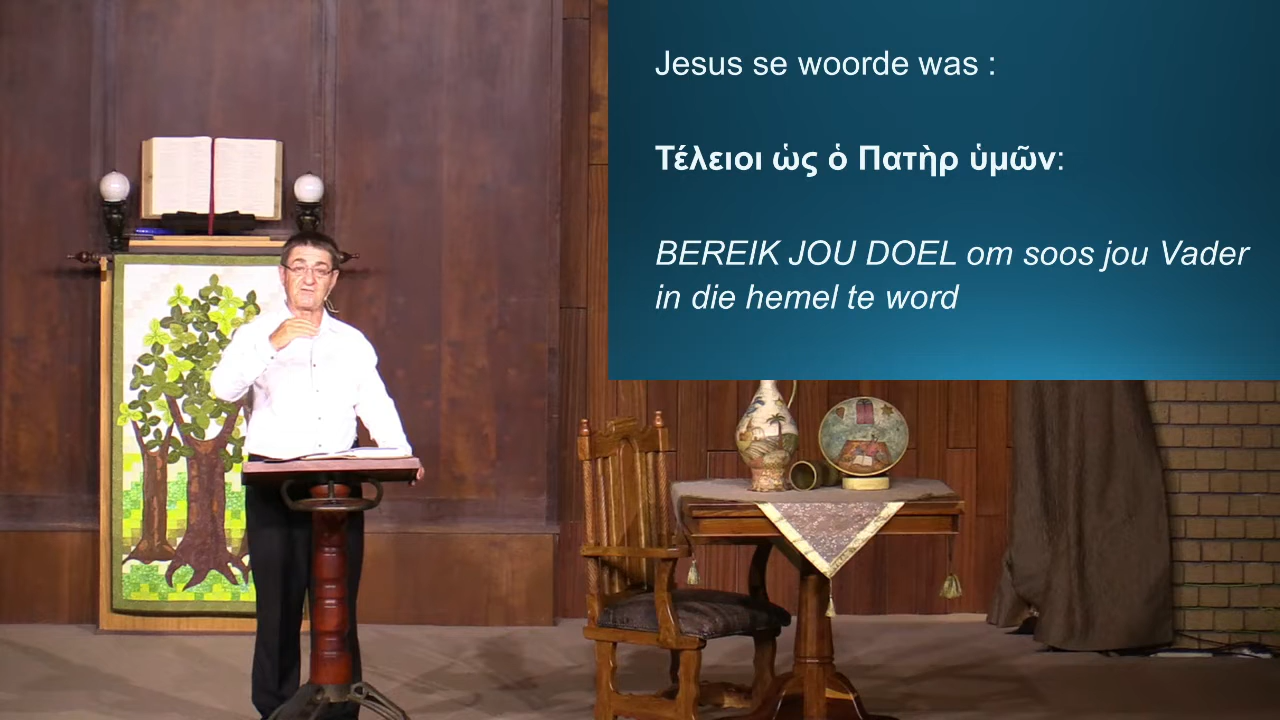 Jesus se woorde was :
Τέλειοι ὡς ὁ Πατὴρ ὑμῶν:
BEREIK JOU DOEL om soos jou Vader
in die hemel te word